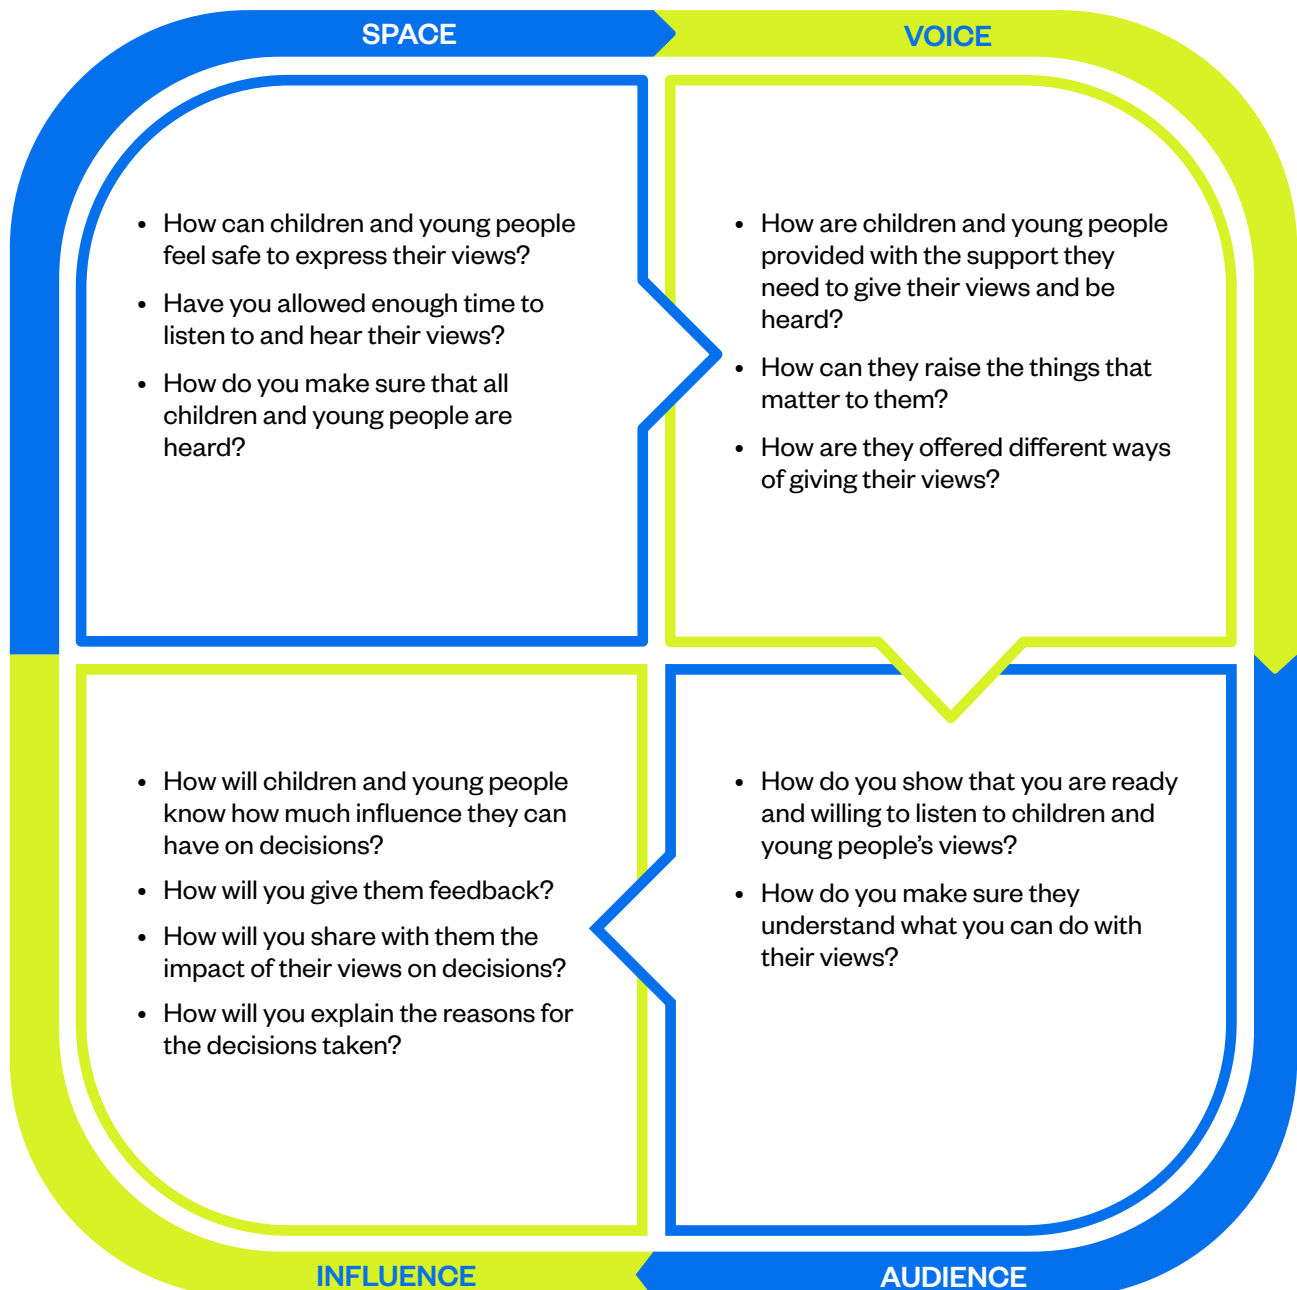 SPACE
• How can children and young people
feel safe to express their views?
• Have you allowed enough time to
listen to and hear their views?
• How do you make sure that all
children and young people are
heard?
VOICE
• How are children and young people
provided with the support they
need to give their views and be
heard?
• How can they raise the things that
matter to them?
• How are they offered different ways
of giving their views?
• How do you show that you are ready
and willing to listen to children and
young people’s views?
• How do you make sure they
understand what you can do with
their views?
AUDIENCE
• How will children and young people
know how much influence they can
have on decisions?
• How will you give them feedback?
• How will you share with them the
impact of their views on decisions?
• How will you explain the reasons for
the decisions taken?
INFLUENCE